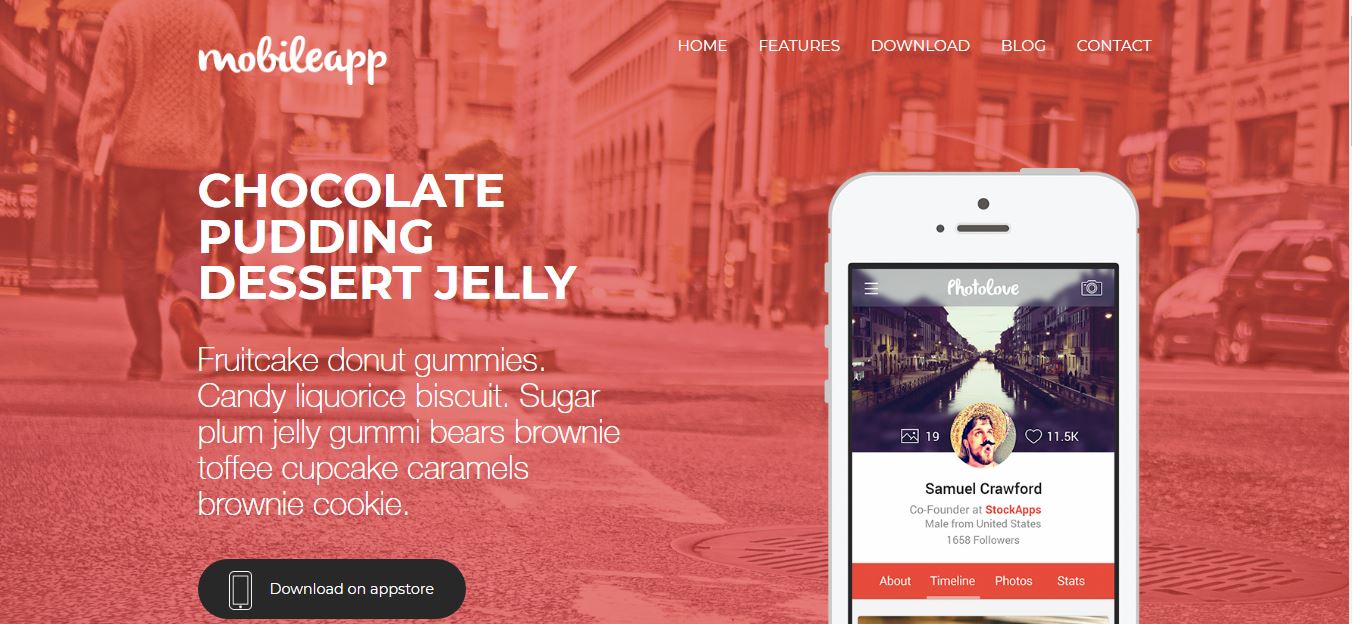 mobileapp
HOME FEATURES DOWNLOAD BLOG CONTACT
CHOCOLATE
PUDDING
DESSERT JELLY
Fruitcake donut gummies.
Candy liquorice biscuit. Sugar
plum jelly gummi bears brownie
toffee cupcake caramels
brownie cookie.
Download on appstore
Photolove
19
11.5K
Samuel Crawford
Co-Founder at StockApps
Male from United States
1658 Followers
About Timeline Photos Stats